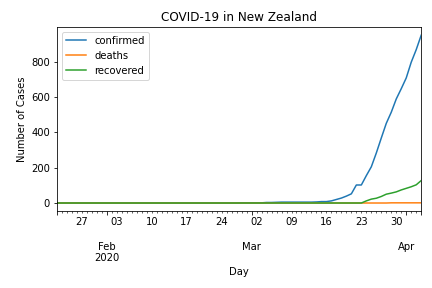 COVID-19 in New Zealand
confirmed
deaths
recovered
Number of Cases
800
600
400
200
0
27 03 10 17 24 02 09 16 23 30
Feb Mar Apr
2020
Day